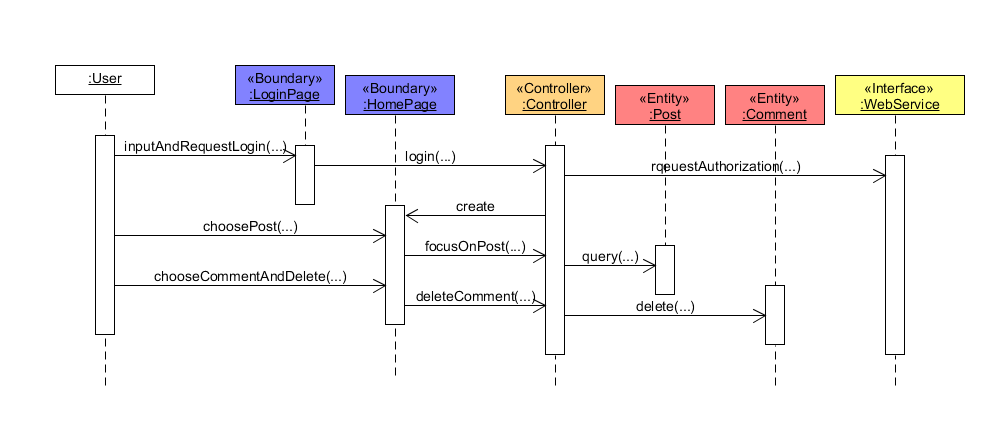 :User
«Boundary»
:LoginPage
«Boundary»
:HomePage
«Controller»
:Controller
«Entity»
:Post
«Entity»
:Comment
«Interface»
:WebService
inputAndRequestLogin(...)
login(...)
rqeuestAuthorization(...)
create
choosePost(...)
focusOnPost(...)
query(...)
chooseCommentAndDelete(...)
deleteComment(...)
delete(...)